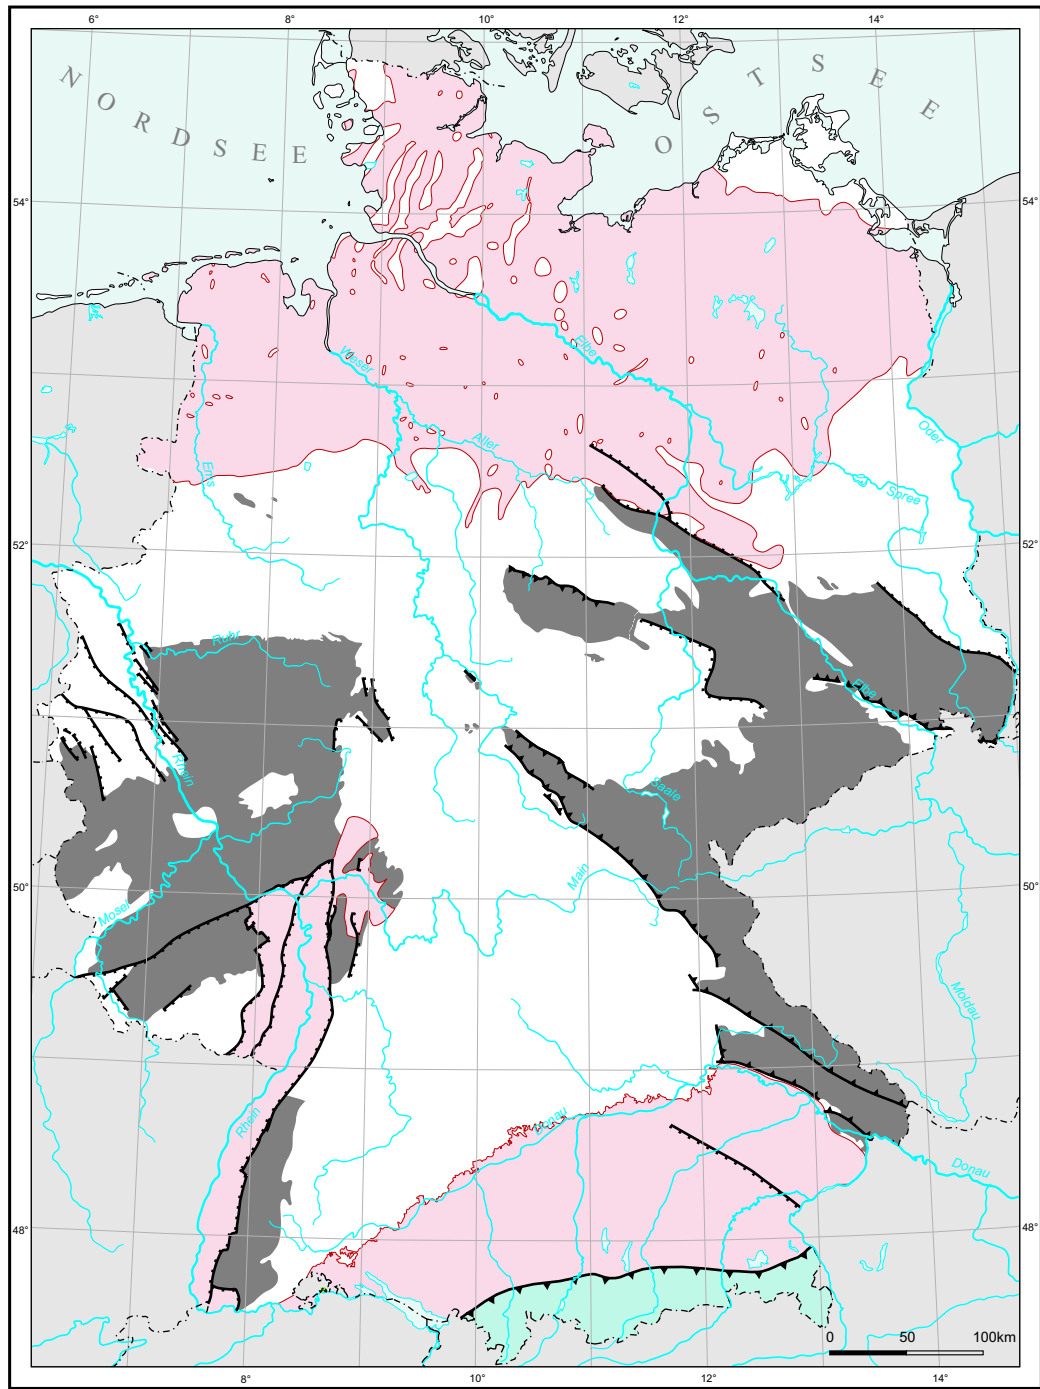 6° 8° 10° 12° 14°
NORDSEE
OSTSEE
54° 54°
Elbe
Weser
Aller
Oder
Ems
Spree
52° 52°
Ruhr
Elbe
Rhein
Saale
Main
50° 50°
Mosel
Moldau
Rhein
Donau
Donau
48° 48°
0 50 100km
8° 10° 12° 14°